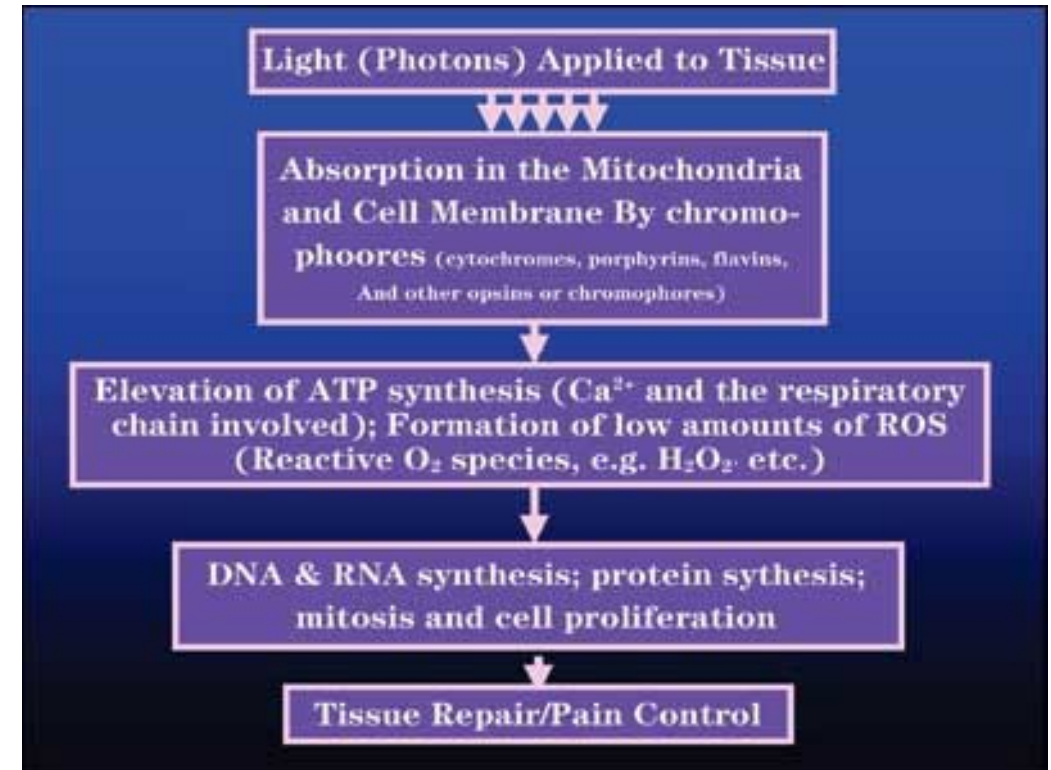 Light (Photons) Applied to Tissue
Absorption in the Mitochondria
and Cell Membrane By chromo-
phoores (cytochromes, porphyrins, flavins,
And other opsins or chromophores)
Elevation of ATP synthesis (Ca²⁺ and the respiratory
chain involved); Formation of low amounts of ROS
(Reactive O₂ species, e.g. H₂O₂· etc.)
DNA & RNA synthesis; protein sythesis;
mitosis and cell proliferation
Tissue Repair/Pain Control